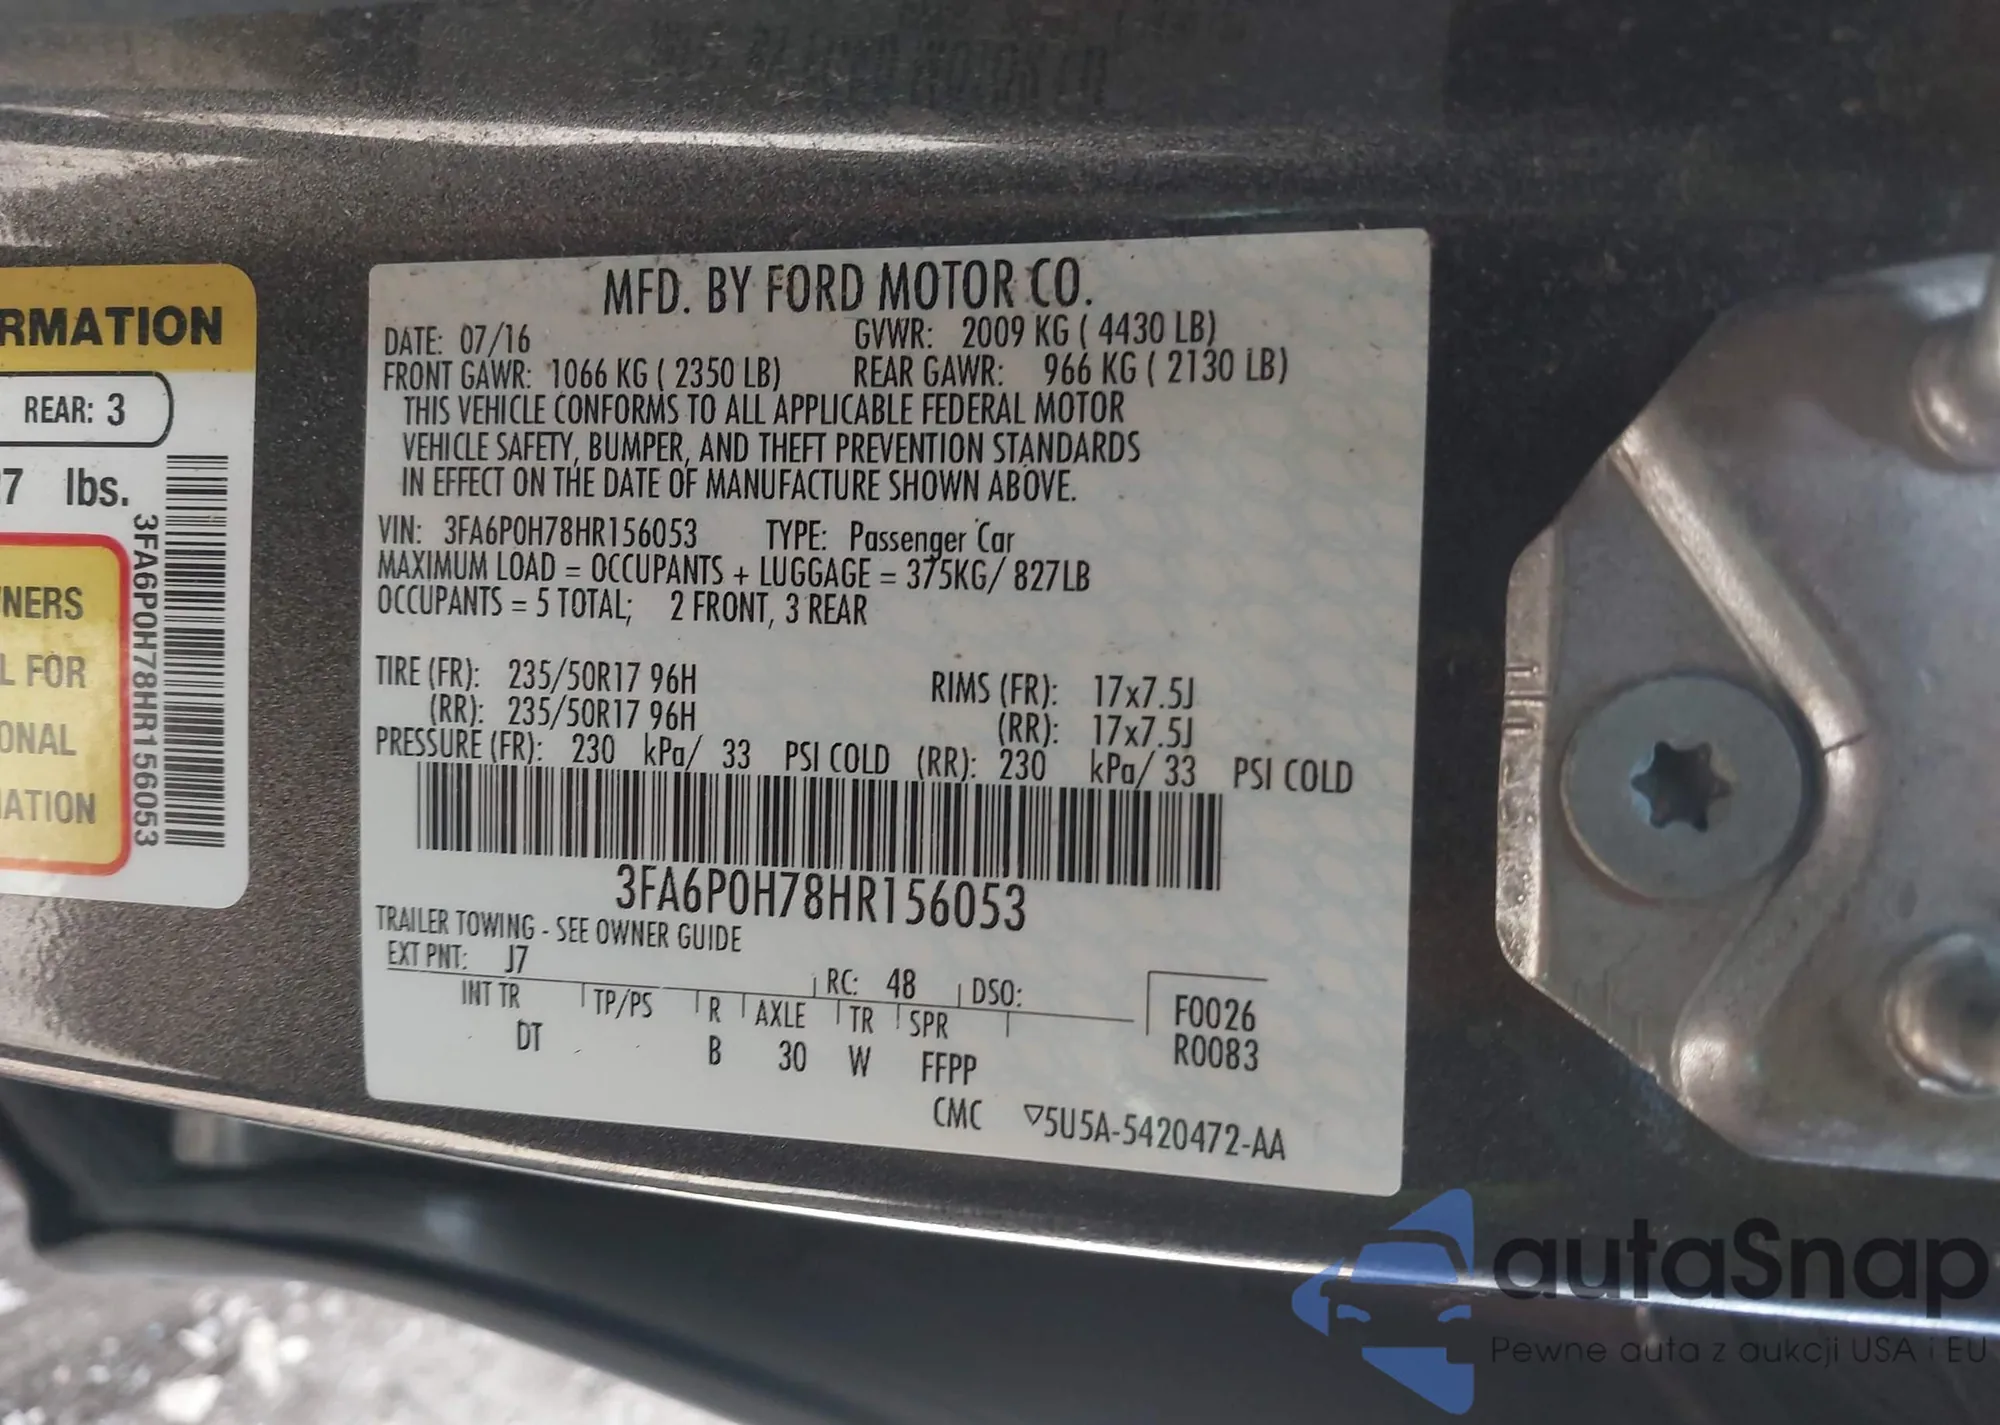 RMATION
REAR: 3
7 lbs.
NERS
L FOR
ONAL
ATION
3FA6P0H78HR156053
MFD. BY FORD MOTOR CO.
DATE: 07/16 GVWR: 2009 KG ( 4430 LB)
FRONT GAWR: 1066 KG ( 2350 LB) REAR GAWR: 966 KG ( 2130 LB)
THIS VEHICLE CONFORMS TO ALL APPLICABLE FEDERAL MOTOR
VEHICLE SAFETY, BUMPER, AND THEFT PREVENTION STANDARDS
IN EFFECT ON THE DATE OF MANUFACTURE SHOWN ABOVE.
VIN: 3FA6P0H78HR156053 TYPE: Passenger Car
MAXIMUM LOAD = OCCUPANTS + LUGGAGE = 375KG/ 827LB
OCCUPANTS = 5 TOTAL; 2 FRONT, 3 REAR
TIRE (FR): 235/50R17 96H RIMS (FR): 17x7.5J
(RR): 235/50R17 96H (RR): 17x7.5J
PRESSURE (FR): 230 kPa/ 33 PSI COLD (RR): 230 kPa/ 33 PSI COLD
3FA6P0H78HR156053
TRAILER TOWING - SEE OWNER GUIDE
EXT PNT: J7 RC: 48 DSO:
INT TR TP/PS R AXLE TR SPR F0026
DT B 30 W FFPP R0083
CMC ▽5U5A-5420472-AA
autaSnap
Pewne auta z aukcji USA i EU